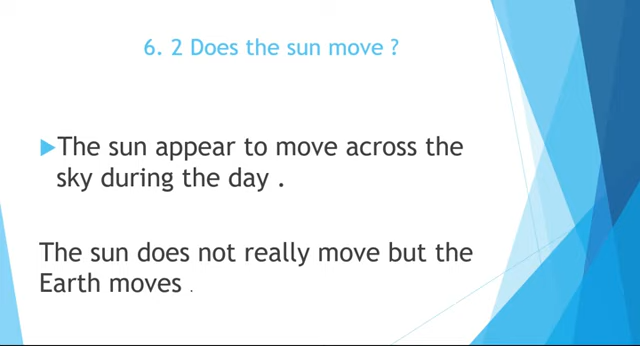 6. 2 Does the sun move ?
The sun appear to move across the
sky during the day .
The sun does not really move but the
Earth moves .